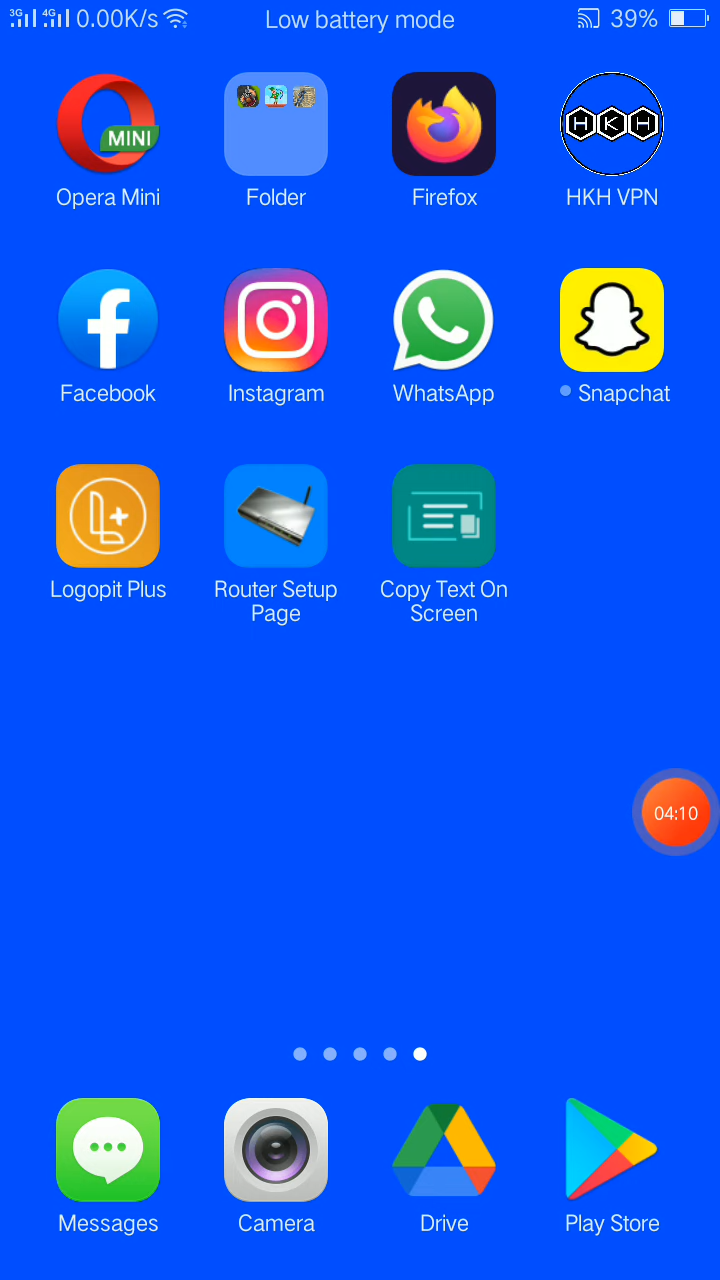 3G 4G 0.00K/s Low battery mode 39%
MINI
H K H
Opera Mini Folder Firefox HKH VPN
Facebook Instagram WhatsApp Snapchat
Logopit Plus Router Setup Page Copy Text On Screen
04:10
Messages Camera Drive Play Store